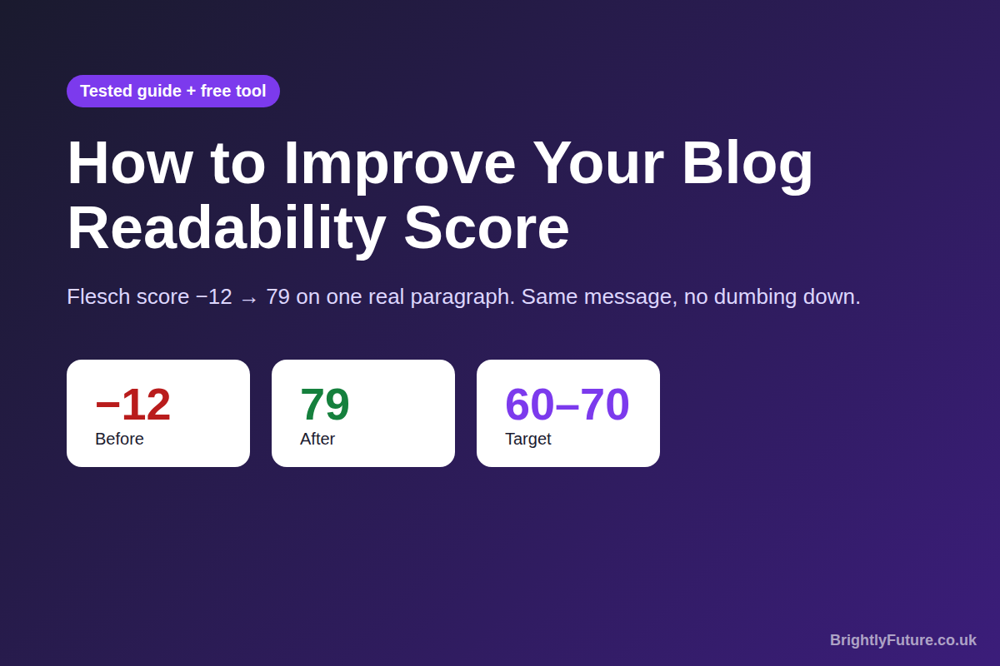 Tested guide + free tool
How to Improve Your Blog
Readability Score
Flesch score −12 → 79 on one real paragraph. Same message, no dumbing down.
−12
Before
79
After
60–70
Target
BrightlyFuture.co.uk